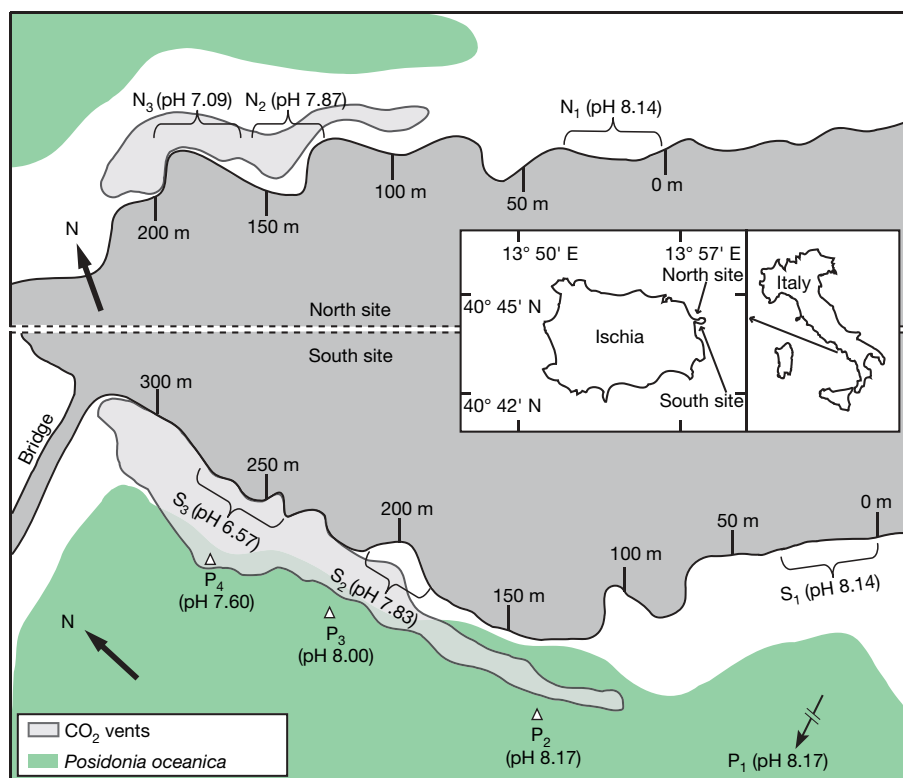 N₃ (pH 7.09) N₂ (pH 7.87)
N₁ (pH 8.14)
0 m
50 m
100 m
150 m
200 m
N
North site
South site
13° 50' E
13° 57' E
North site
Italy
40° 45' N
Ischia
South site
40° 42' N
Bridge
300 m
250 m
200 m
150 m
100 m
50 m
0 m
S₃ (pH 6.57)
S₂ (pH 7.83)
S₁ (pH 8.14)
P₄
(pH 7.60)
P₃
(pH 8.00)
P₂
(pH 8.17)
P₁ (pH 8.17)
N
CO₂ vents
Posidonia oceanica